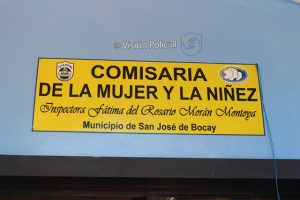 © Visión Policial
COMISARIA
DE LA MUJER Y LA NIÑEZ
Inspectora Fátima del Rosario Morán Montoya
Municipio de San José de Bocay